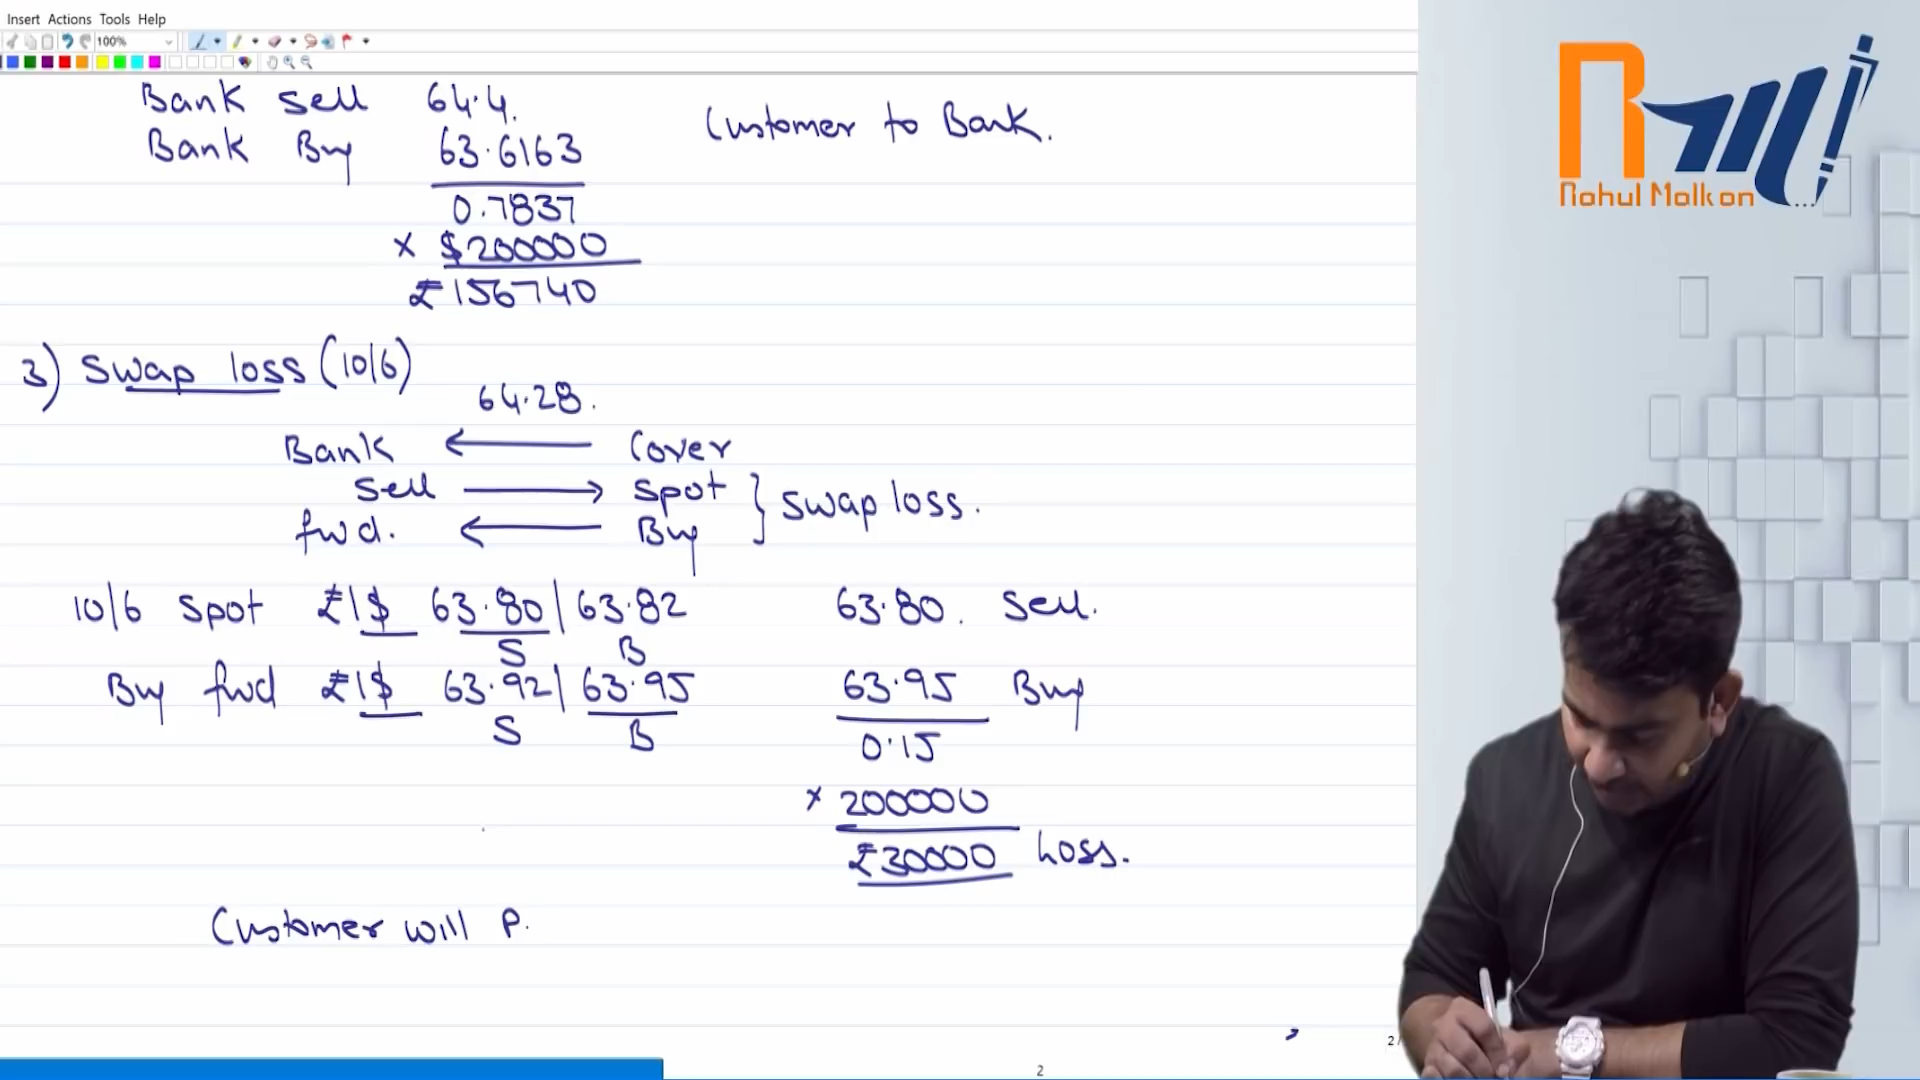 Insert Actions Tools Help
100%
Bank sell 64.4.
Bank Buy 63.6163
0.7837
x $200000
₹156740
Customer to Bank.
3) Swap loss (10/6)
64.28.
Bank ← Cover
Sell → Spot
fwd. ← Buy
} Swap loss.
10/6 Spot ₹1$ 63.80/63.82
S B
Buy fwd ₹1$ 63.92/63.95
S B
63.80. Sell.
63.95 Buy
0.15
x 200000
₹30000 Loss.
Customer will P.
2
2/
Rahul Malkan